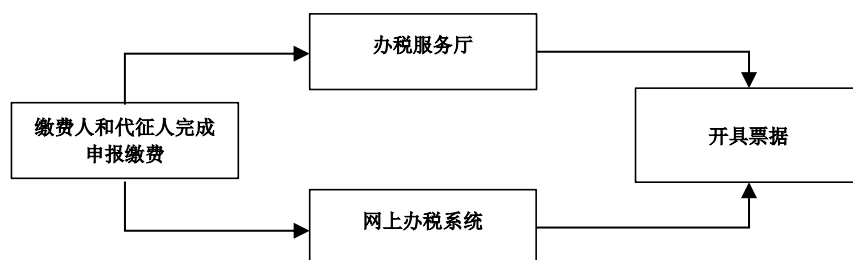 办税服务厅
缴费人和代征人完成
申报缴费
开具票据
网上办税系统